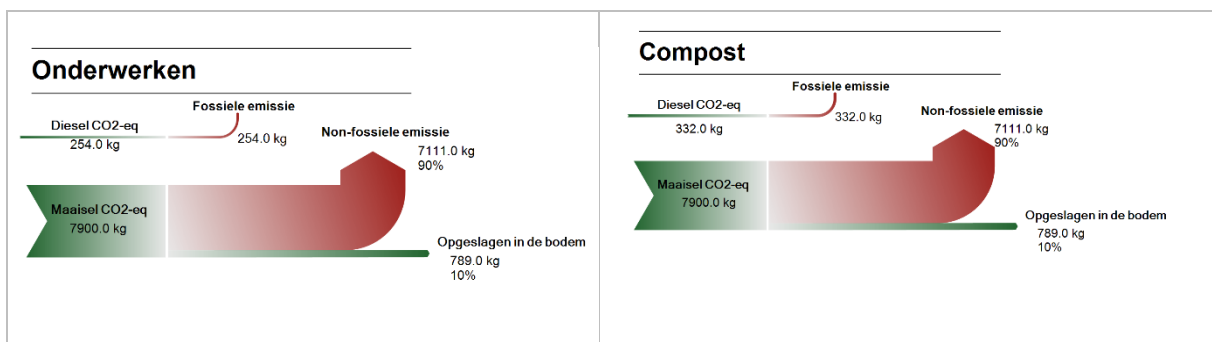 Onderwerken
Fossiele emissie
Diesel CO2-eq
254.0 kg
254.0 kg
Non-fossiele emissie
7111.0 kg
90%
Maaisel CO2-eq
7900.0 kg
Opgeslagen in de bodem
789.0 kg
10%
Compost
Fossiele emissie
Diesel CO2-eq
332.0 kg
332.0 kg
Non-fossiele emissie
7111.0 kg
90%
Maaisel CO2-eq
7900.0 kg
Opgeslagen in de bodem
789.0 kg
10%